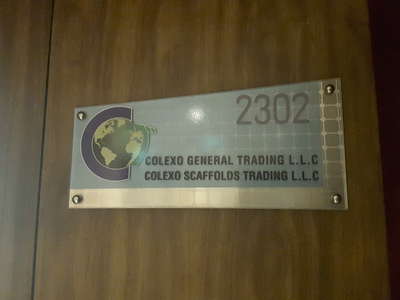 2302
COLEXO GENERAL TRADING L.L.C
COLEXO SCAFFOLDS TRADING L.L.C